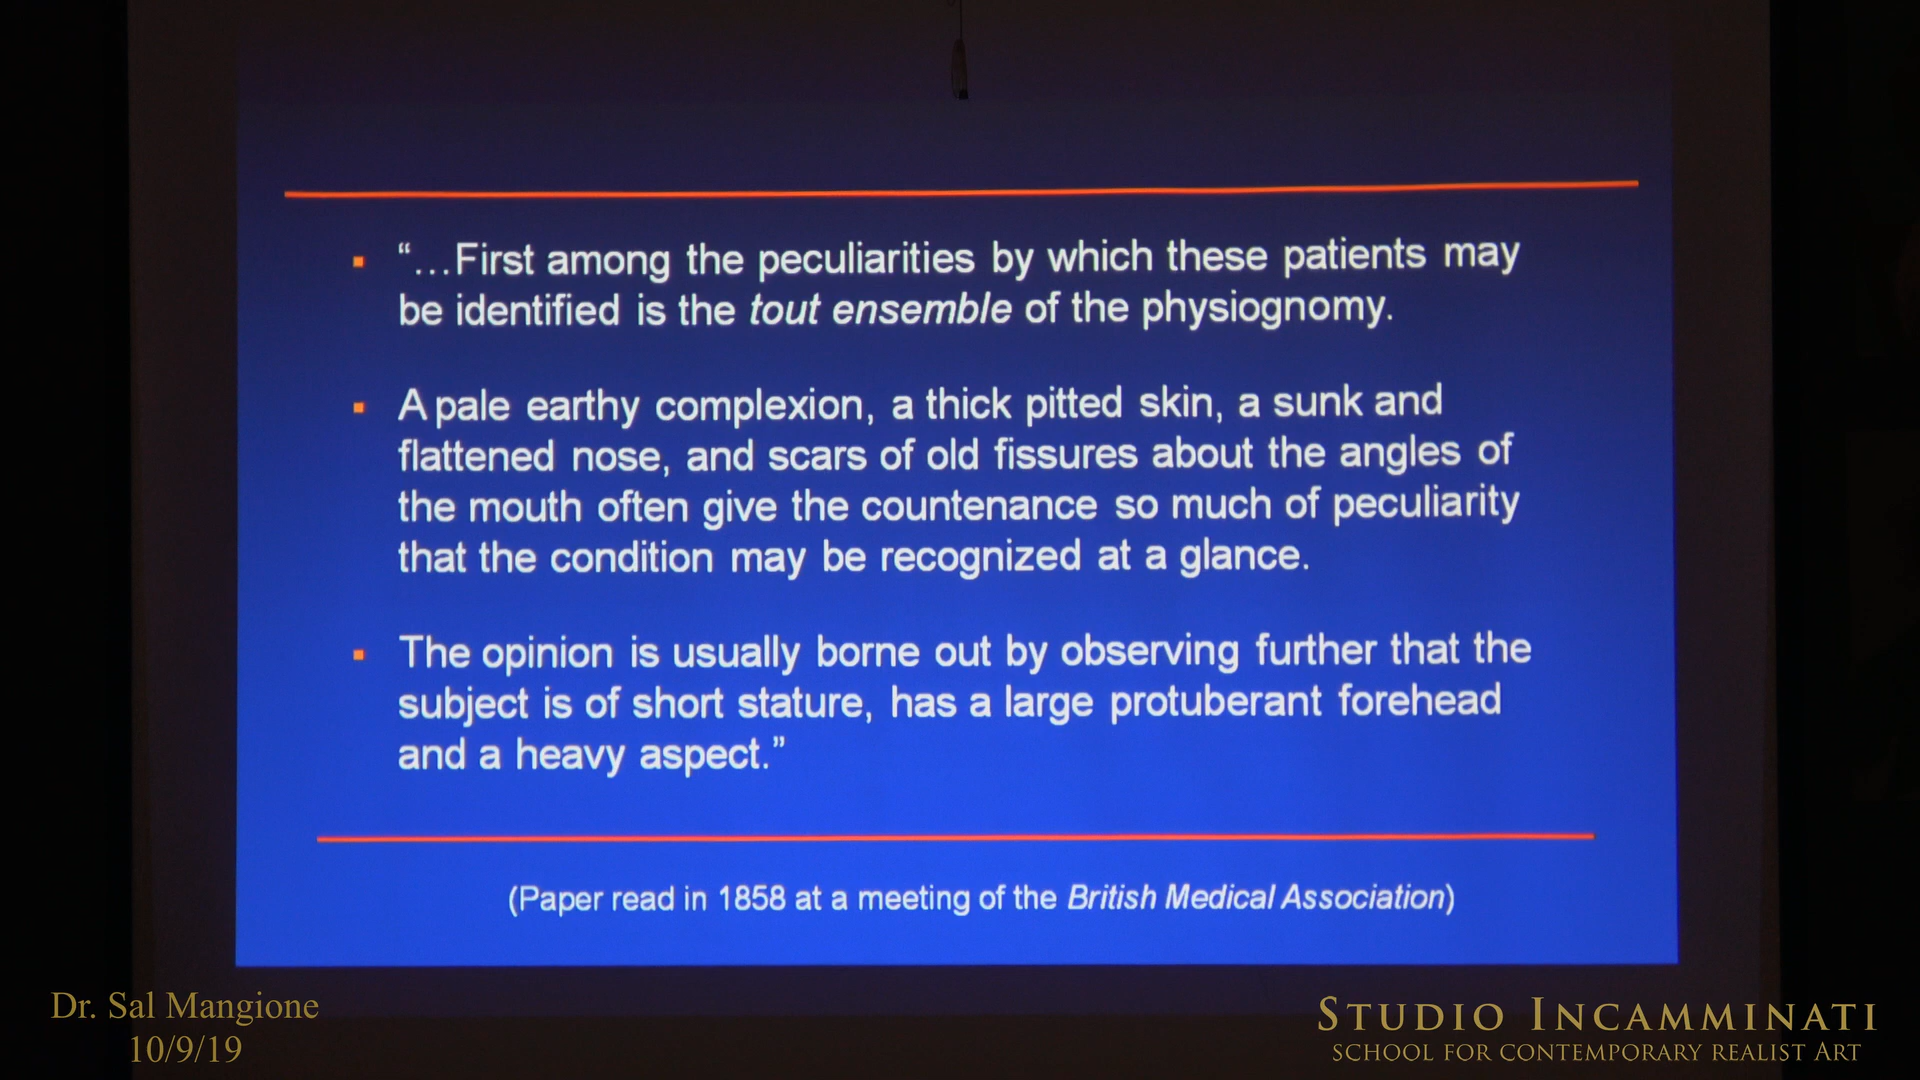 ▪ “…First among the peculiarities by which these patients may
be identified is the tout ensemble of the physiognomy.
▪ A pale earthy complexion, a thick pitted skin, a sunk and
flattened nose, and scars of old fissures about the angles of
the mouth often give the countenance so much of peculiarity
that the condition may be recognized at a glance.
▪ The opinion is usually borne out by observing further that the
subject is of short stature, has a large protuberant forehead
and a heavy aspect.”
(Paper read in 1858 at a meeting of the British Medical Association)
Dr. Sal Mangione
10/9/19
STUDIO INCAMMINATI
SCHOOL FOR CONTEMPORARY REALIST ART